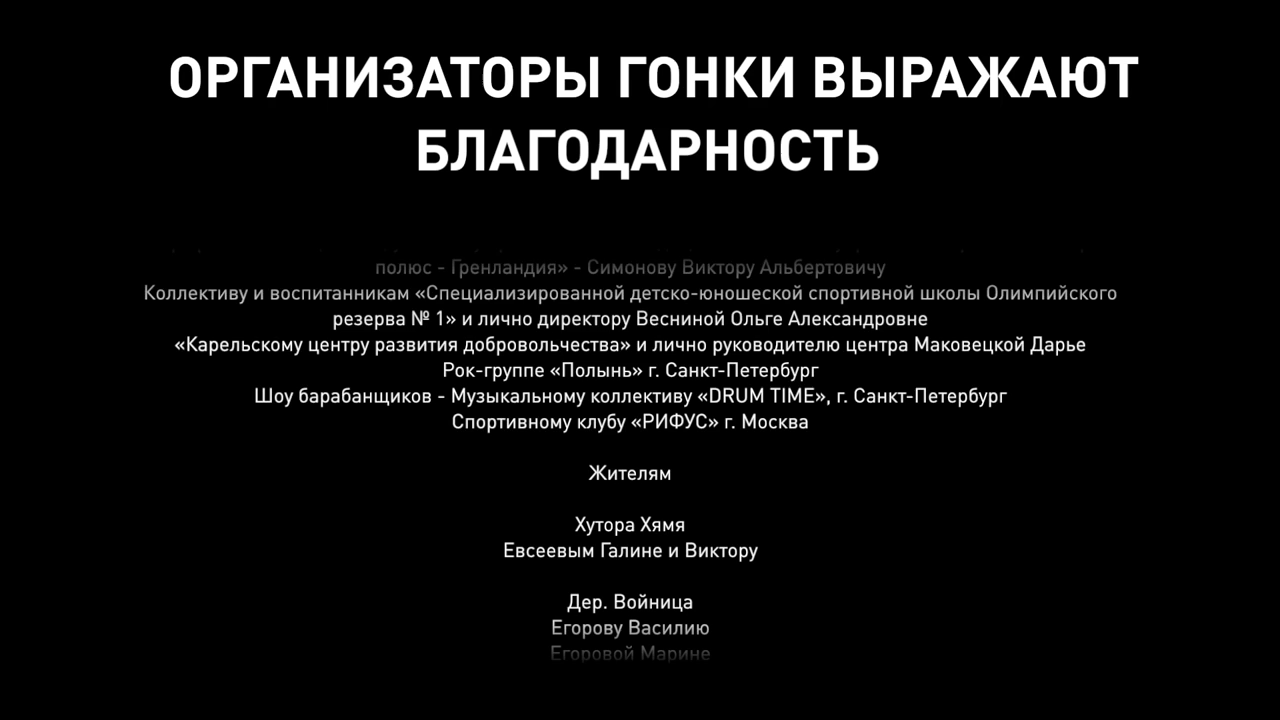 ОРГАНИЗАТОРЫ ГОНКИ ВЫРАЖАЮТ
БЛАГОДАРНОСТЬ
полюс - Гренландия» - Симонову Виктору Альбертовичу
Коллективу и воспитанникам «Специализированной детско-юношеской спортивной школы Олимпийского
резерва № 1» и лично директору Весниной Ольге Александровне
«Карельскому центру развития добровольчества» и лично руководителю центра Маковецкой Дарье
Рок-группе «Полынь» г. Санкт-Петербург
Шоу барабанщиков - Музыкальному коллективу «DRUM TIME», г. Санкт-Петербург
Спортивному клубу «РИФУС» г. Москва
Жителям
Хутора Хямя
Евсеевым Галине и Виктору
Дер. Войница
Егорову Василию
Егоровой Марине